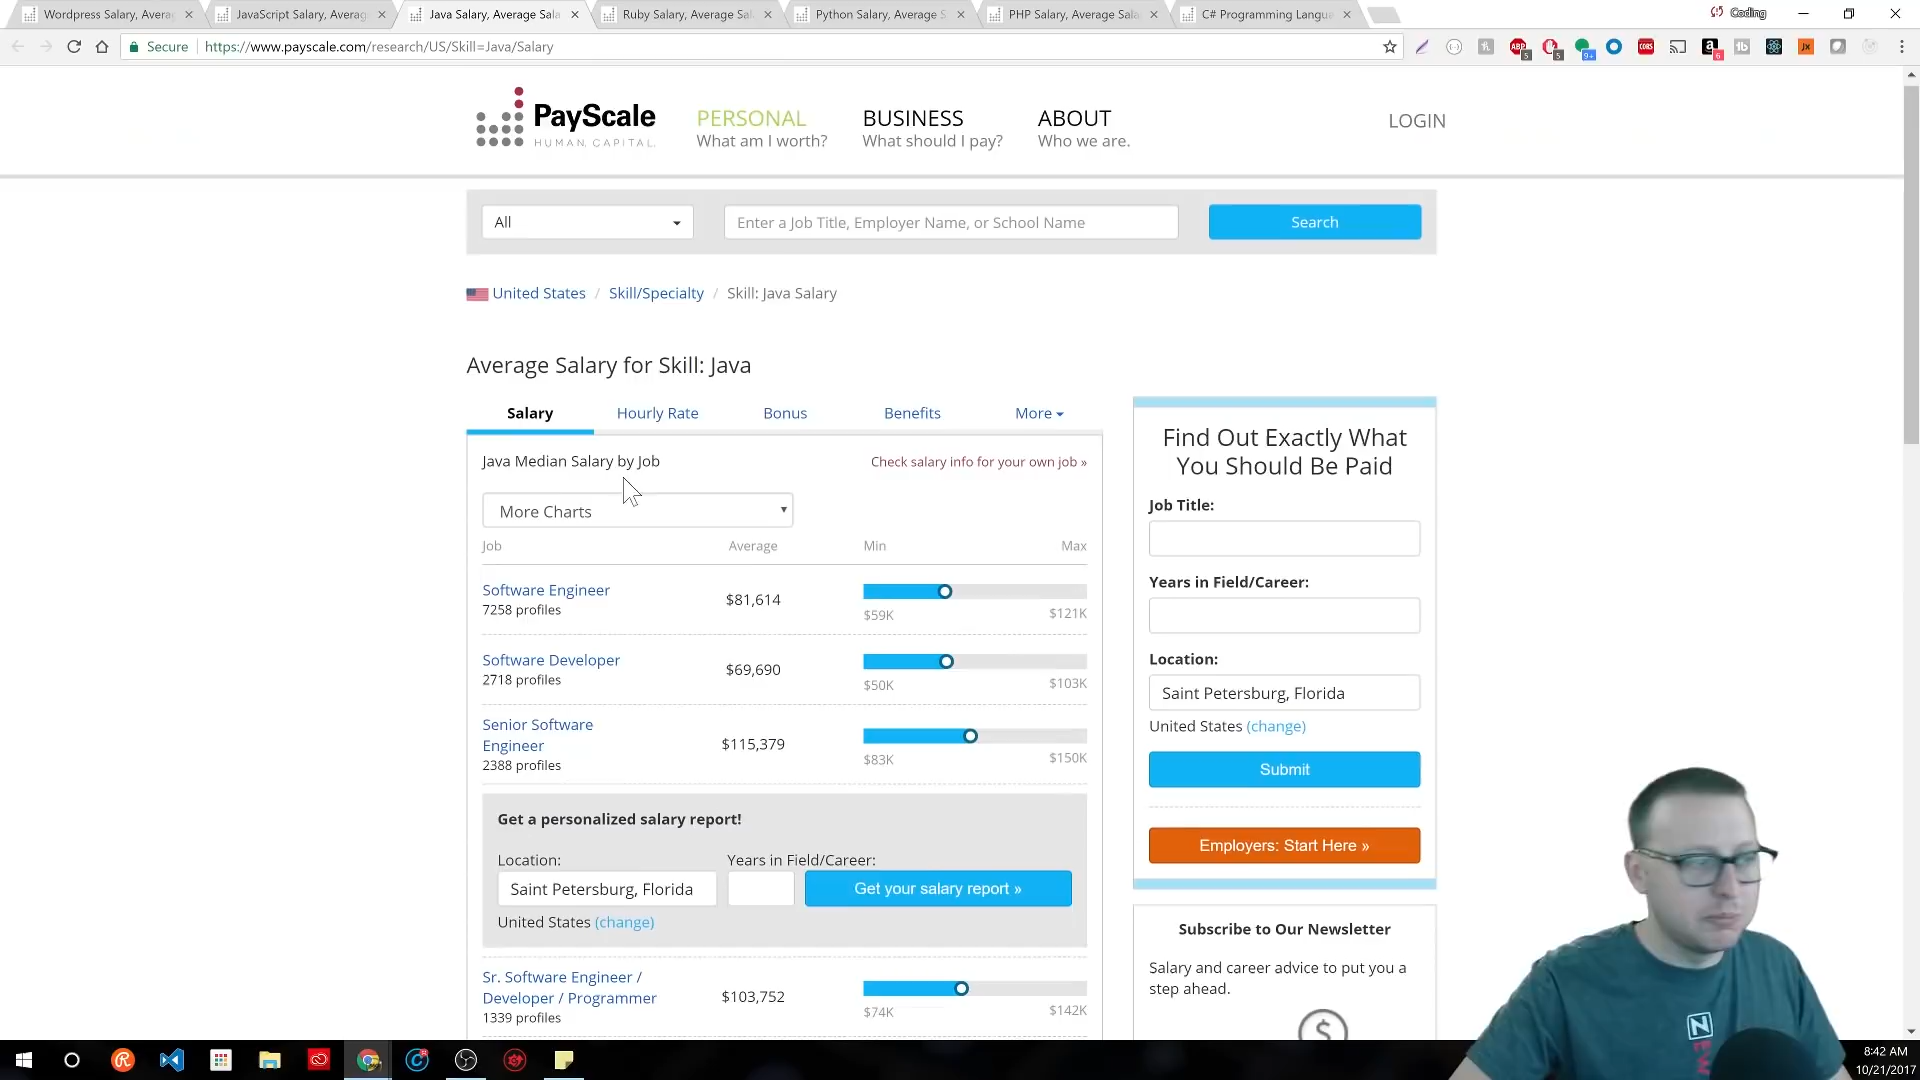 Wordpress Salary, Avera
JavaScript Salary, Averag
Java Salary, Average Sala
Ruby Salary, Average Sal
Python Salary, Average S
PHP Salary, Average Sala
C# Programming Langu
Coding
Secure
https://www.payscale.com/research/US/Skill=Java/Salary
PayScale
HUMAN. CAPITAL.
PERSONAL
What am I worth?
BUSINESS
What should I pay?
ABOUT
Who we are.
LOGIN
All
Enter a Job Title, Employer Name, or School Name
Search
United States / Skill/Specialty / Skill: Java Salary
Average Salary for Skill: Java
Salary
Hourly Rate
Bonus
Benefits
More
Java Median Salary by Job
Check salary info for your own job »
More Charts
Job
Average
Min
Max
Software Engineer
7258 profiles
$81,614
$59K
$121K
Software Developer
2718 profiles
$69,690
$50K
$103K
Senior Software
Engineer
2388 profiles
$115,379
$83K
$150K
Get a personalized salary report!
Location:
Years in Field/Career:
Saint Petersburg, Florida
Get your salary report »
United States (change)
Sr. Software Engineer /
Developer / Programmer
1339 profiles
$103,752
$74K
$142K
Find Out Exactly What
You Should Be Paid
Job Title:
Years in Field/Career:
Location:
Saint Petersburg, Florida
United States (change)
Submit
Employers: Start Here »
Subscribe to Our Newsletter
Salary and career advice to put you a
step ahead.
$
N
8:42 AM
10/21/2017